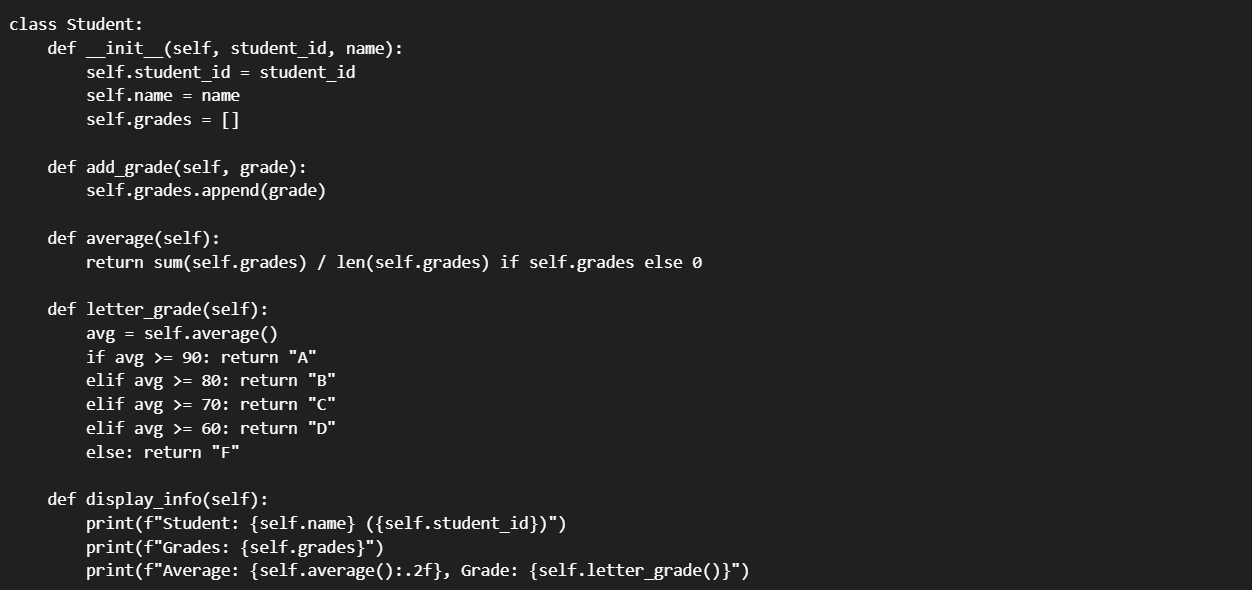 class Student:
    def __init__(self, student_id, name):
        self.student_id = student_id
        self.name = name
        self.grades = []

    def add_grade(self, grade):
        self.grades.append(grade)

    def average(self):
        return sum(self.grades) / len(self.grades) if self.grades else 0

    def letter_grade(self):
        avg = self.average()
        if avg >= 90: return "A"
        elif avg >= 80: return "B"
        elif avg >= 70: return "C"
        elif avg >= 60: return "D"
        else: return "F"

    def display_info(self):
        print(f"Student: {self.name} ({self.student_id})")
        print(f"Grades: {self.grades}")
        print(f"Average: {self.average():.2f}, Grade: {self.letter_grade()}")